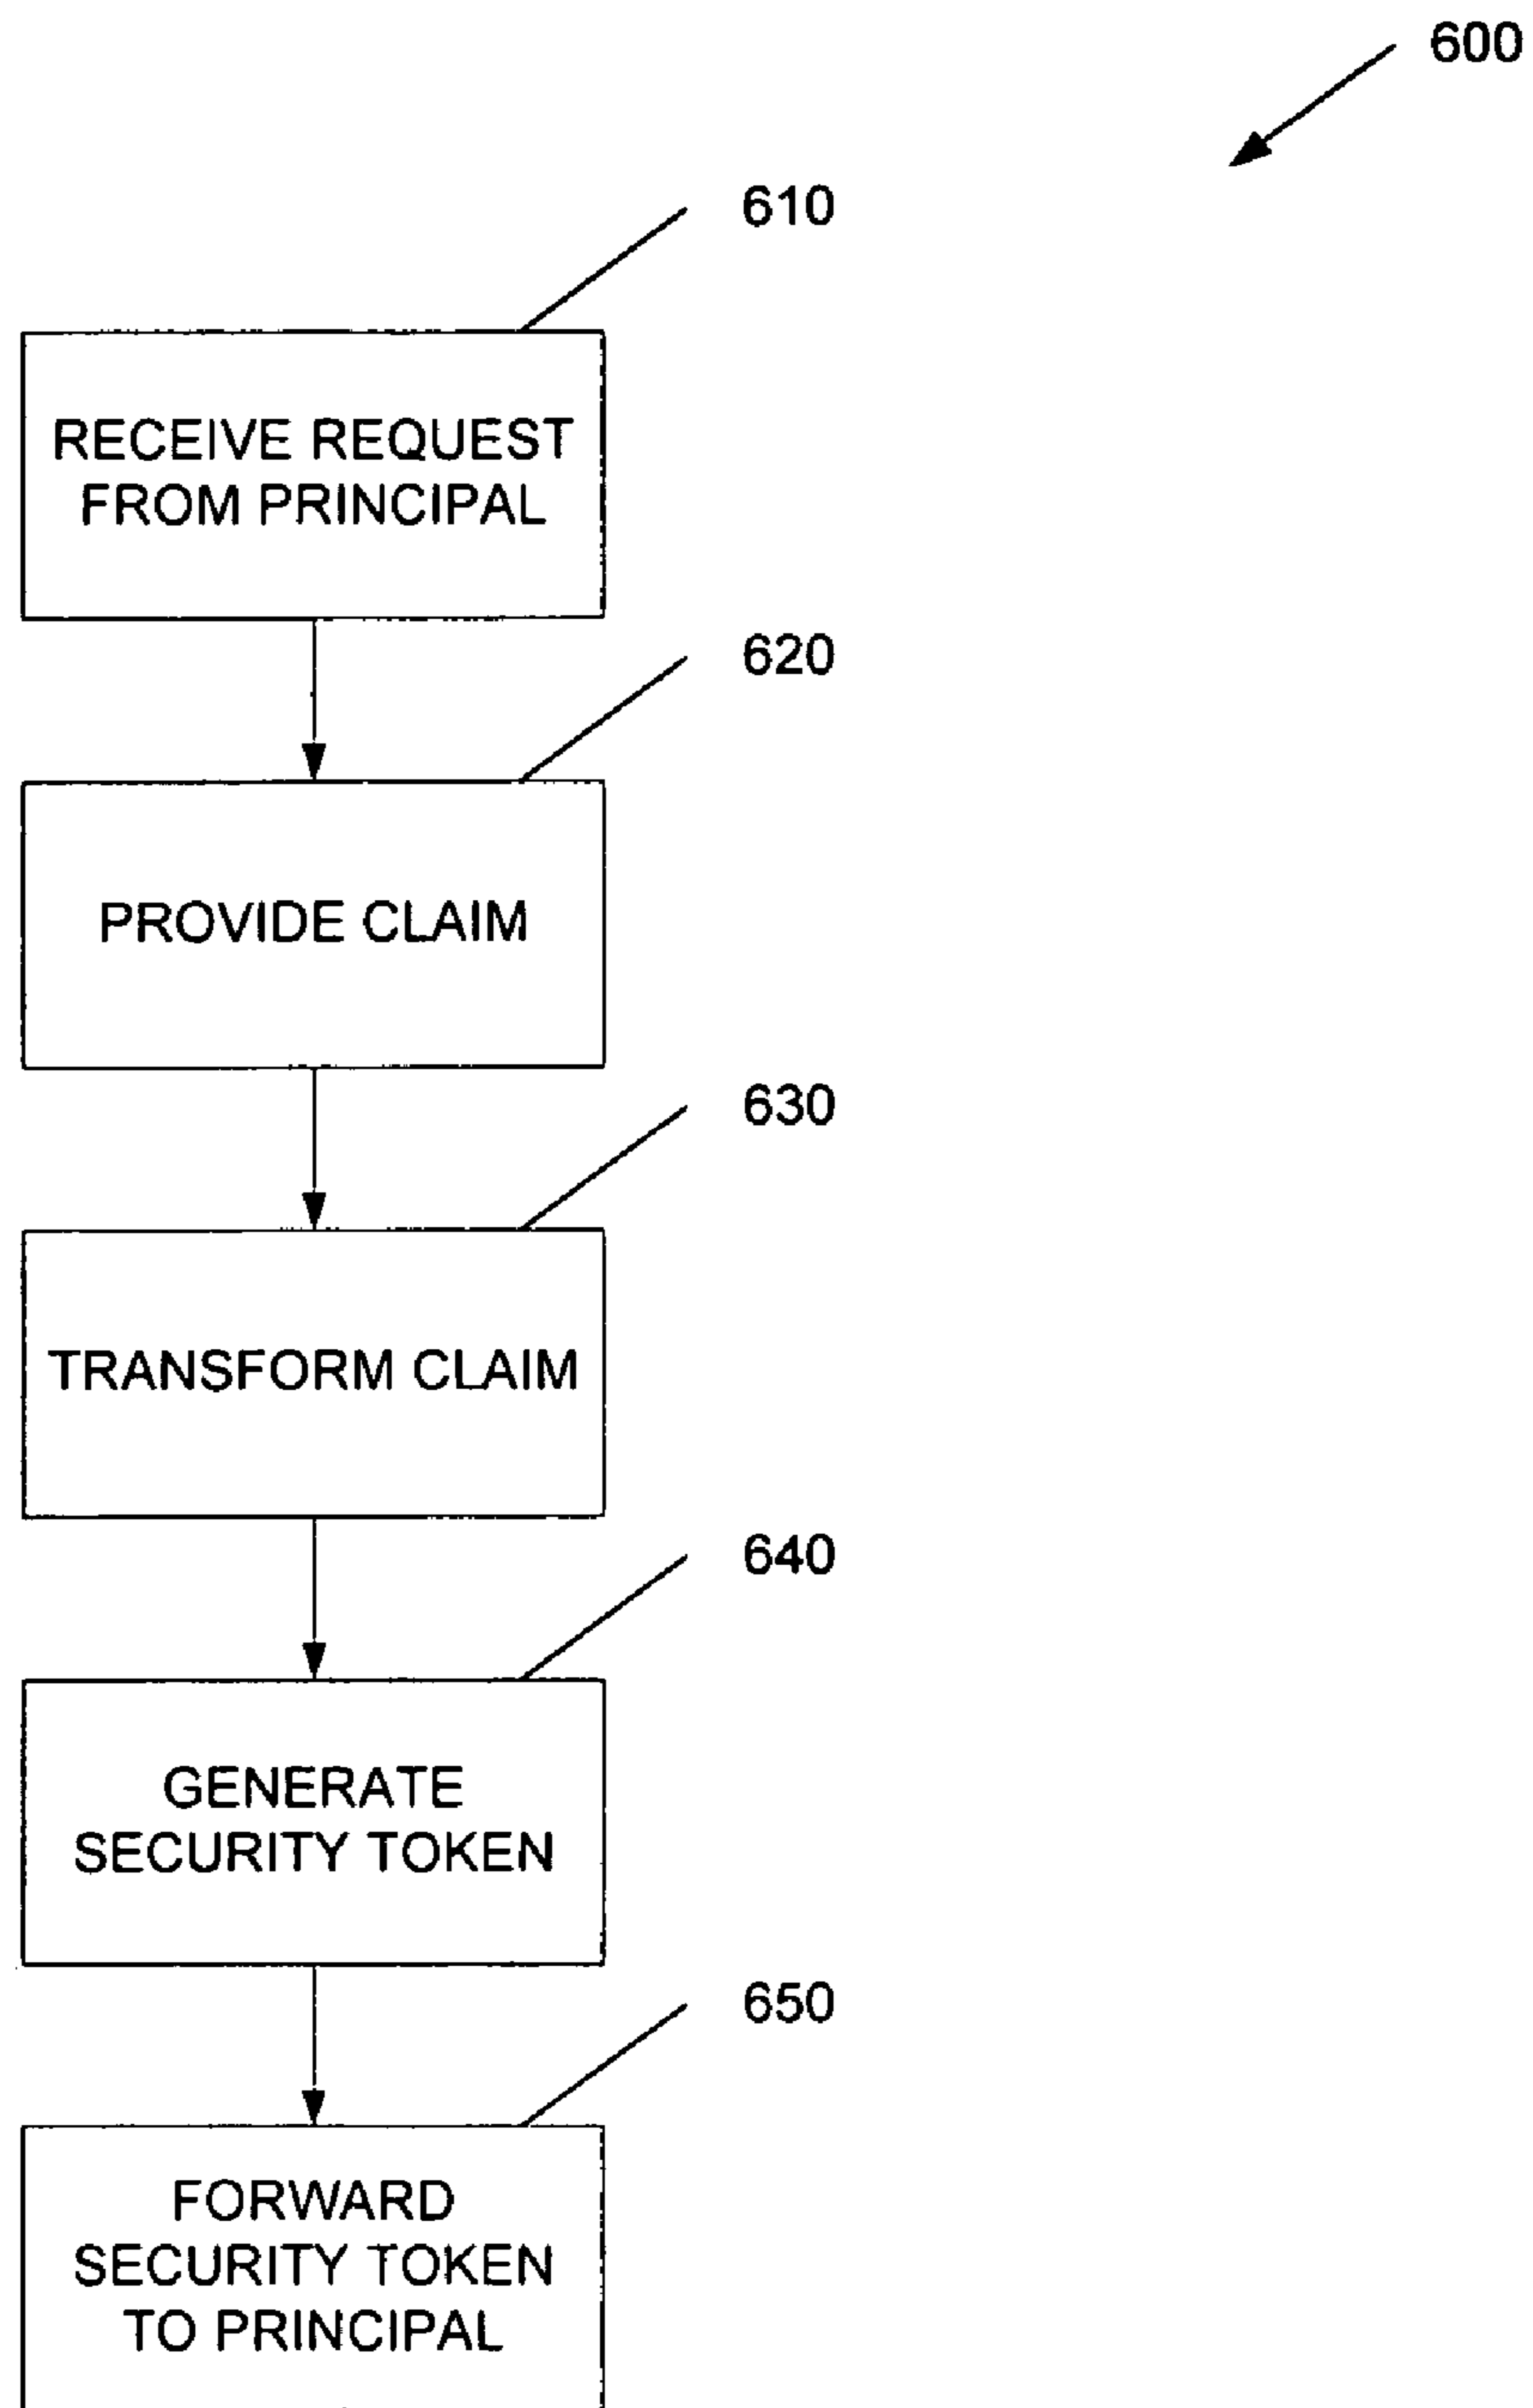 600
610
RECEIVE REQUEST
FROM PRINCIPAL
620
PROVIDE CLAIM
630
TRANSFORM CLAIM
640
GENERATE
SECURITY TOKEN
650
FORWARD
SECURITY TOKEN
TO PRINCIPAL